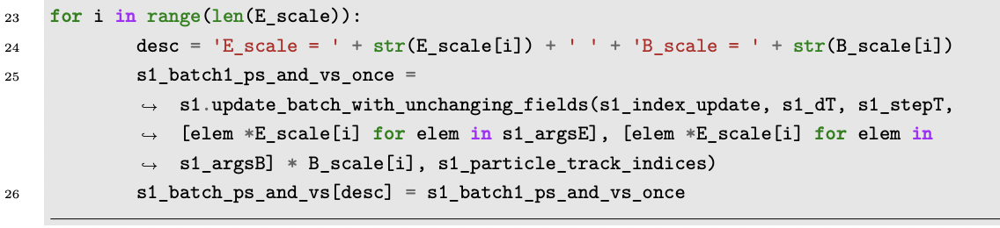 23 for i in range(len(E_scale)):
24 desc = 'E_scale = ' + str(E_scale[i]) + ' ' + 'B_scale = ' + str(B_scale[i])
25 s1_batch1_ps_and_vs_once =
↪ s1.update_batch_with_unchanging_fields(s1_index_update, s1_dT, s1_stepT,
↪ [elem *E_scale[i] for elem in s1_argsE], [elem *E_scale[i] for elem in
↪ s1_argsB] * B_scale[i], s1_particle_track_indices)
26 s1_batch_ps_and_vs[desc] = s1_batch1_ps_and_vs_once